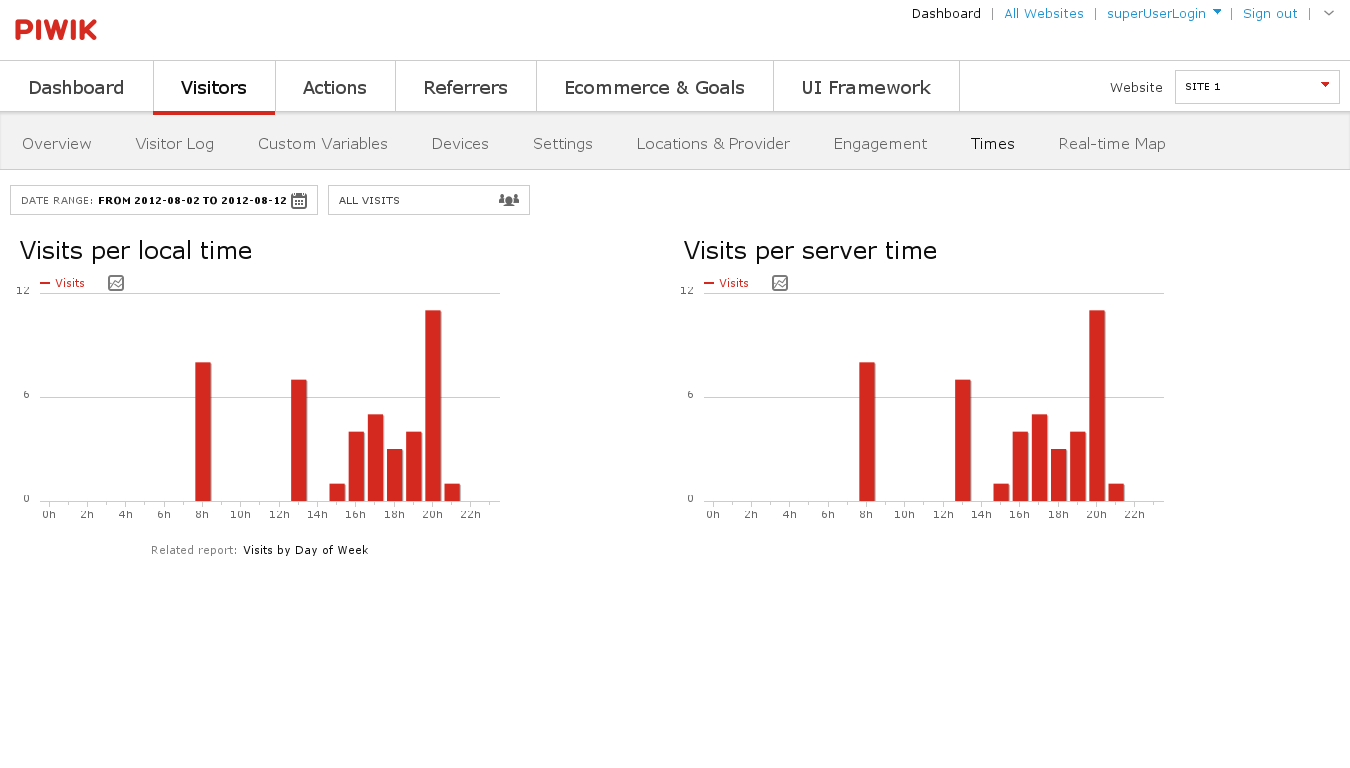 PIWIK
Dashboard | All Websites | superUserLogin | Sign out |
Dashboard Visitors Actions Referrers Ecommerce & Goals UI Framework Website SITE 1
Overview Visitor Log Custom Variables Devices Settings Locations & Provider Engagement Times Real-time Map
DATE RANGE: FROM 2012-08-02 TO 2012-08-12 ALL VISITS
Visits per local time
Visits
12
6
0
0h 2h 4h 6h 8h 10h 12h 14h 16h 18h 20h 22h
Related report: Visits by Day of Week
Visits per server time
Visits
12
6
0
0h 2h 4h 6h 8h 10h 12h 14h 16h 18h 20h 22h